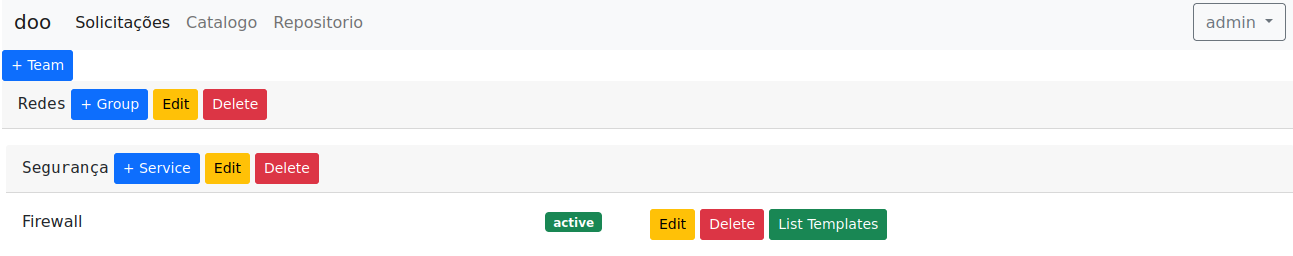 doo Solicitações Catalogo Repositorio admin
+ Team
Redes + Group Edit Delete
Segurança + Service Edit Delete
Firewall active Edit Delete List Templates